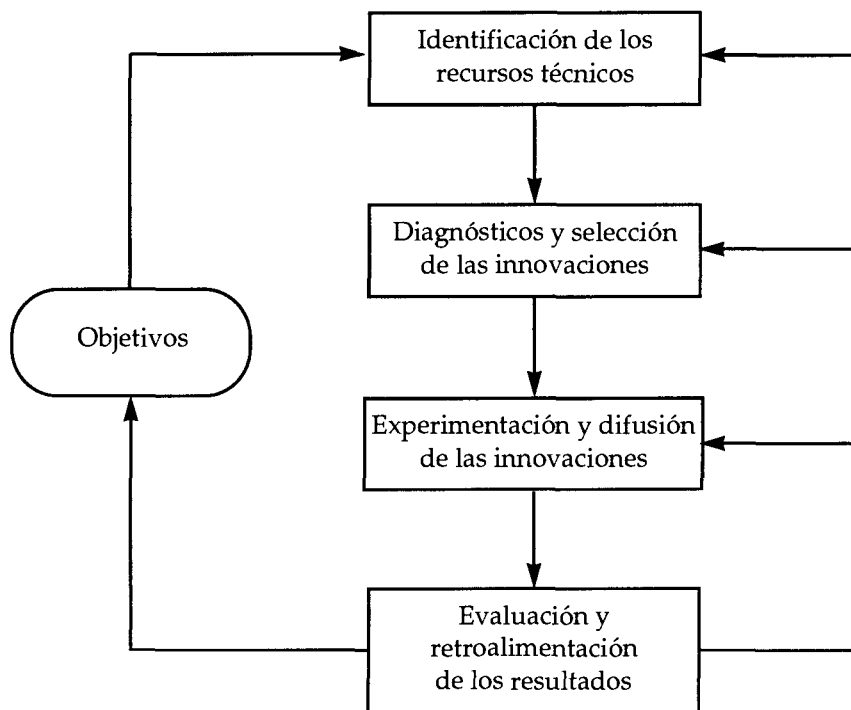 Identificación de los
recursos técnicos
Diagnósticos y selección
de las innovaciones
Objetivos
Experimentación y difusión
de las innovaciones
Evaluación y
retroalimentación
de los resultados